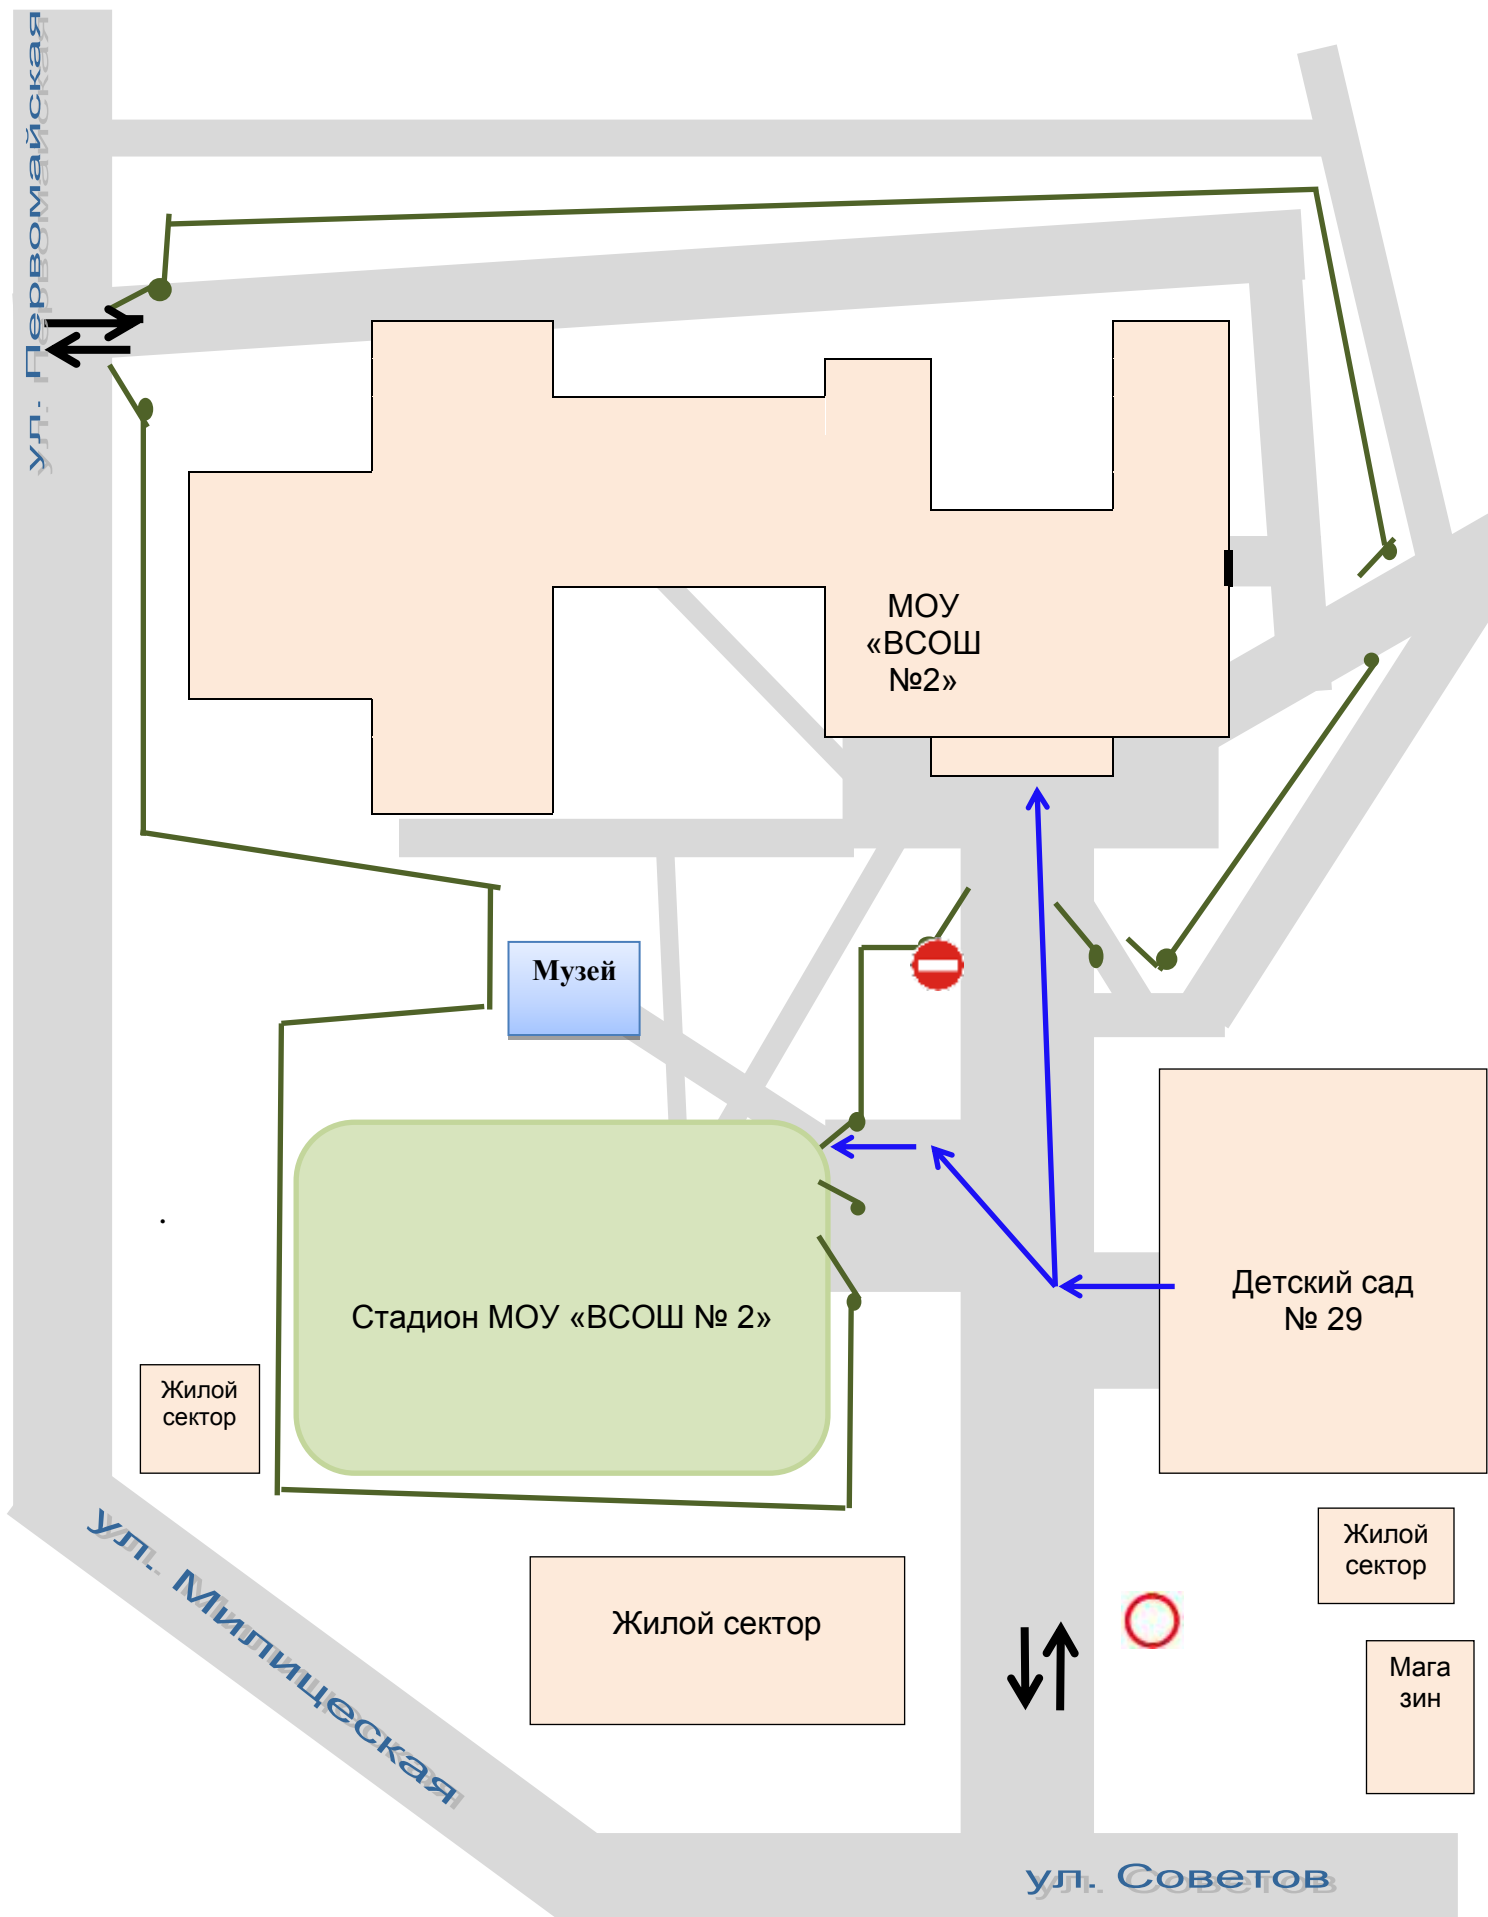 ул. Первомайская
МОУ
«ВСОШ
№2»
Музей
Детский сад
№ 29
Стадион МОУ «ВСОШ № 2»
Жилой
сектор
ул. Милищеская
Жилой
сектор
Жилой сектор
Мага
зин
ул. Советов